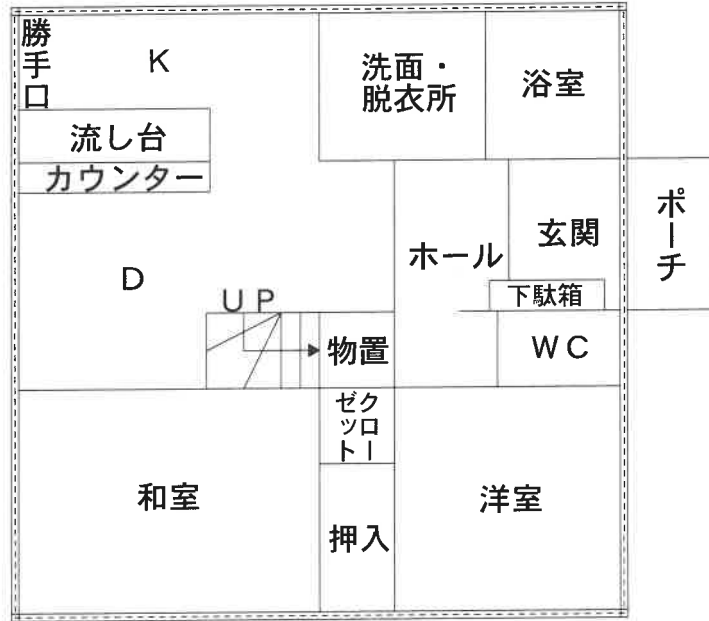 勝手口
K
洗面・
脱衣所
浴室
流し台
カウンター
ポーチ
玄関
ホール
D
下駄箱
UP
物置
WC
クロー
ゼット
和室
洋室
押入